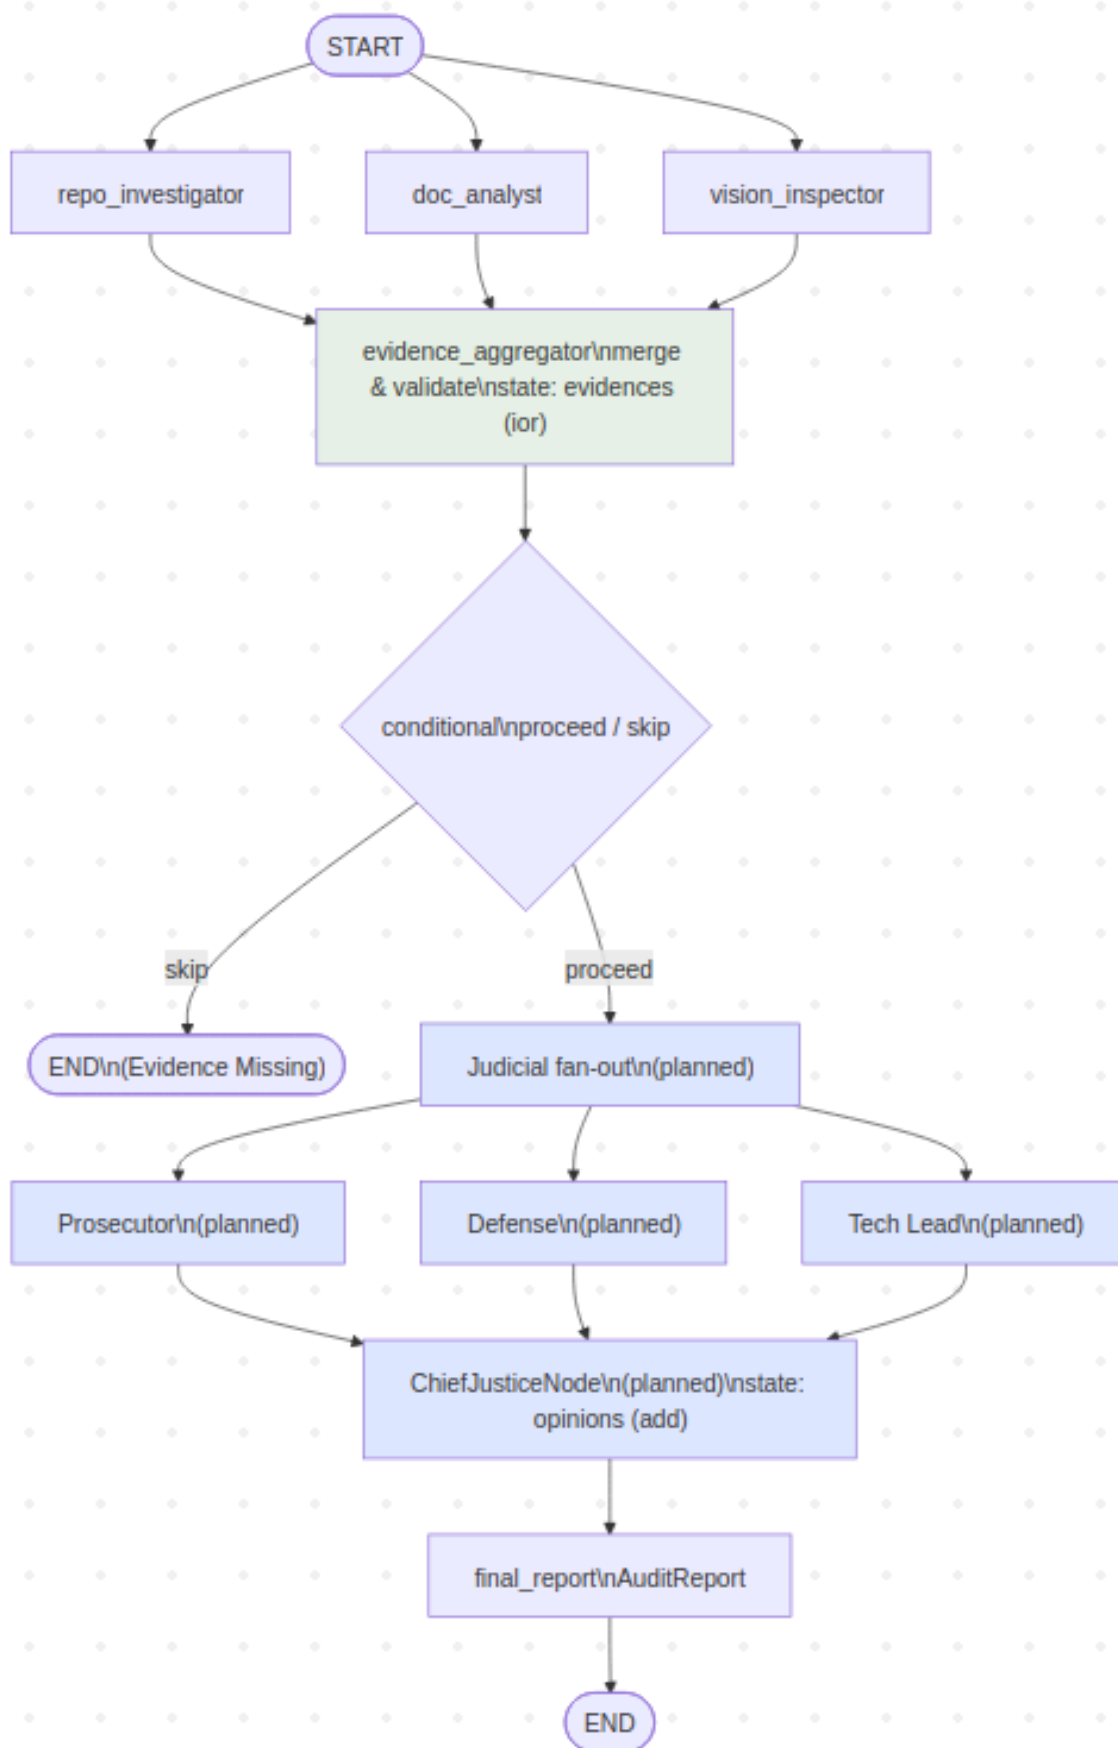 START
repo_investigator
doc_analyst
vision_inspector
evidence_aggregator\nmerge
& validate\nstate: evidences
(ior)
conditional\nproceed / skip
skip
proceed
END\n(Evidence Missing)
Judicial fan-out\n(planned)
Prosecutor\n(planned)
Defense\n(planned)
Tech Lead\n(planned)
ChiefJusticeNode\n(planned)\nstate:
opinions (add)
final_report\nAuditReport
END